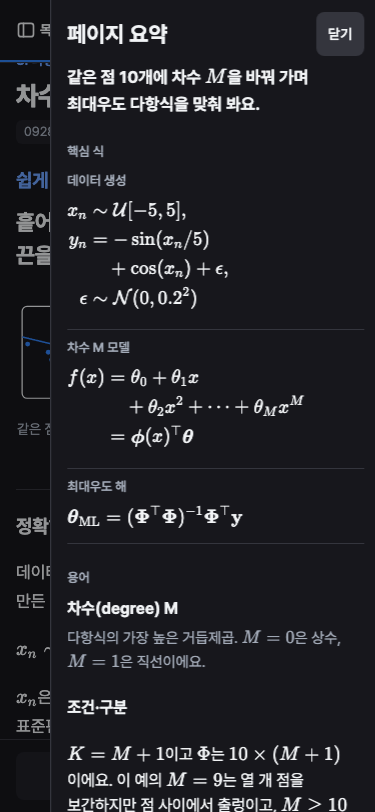 페이지 요약
닫기
같은 점 10개에 차수 M을 바꿔 가며
최대우도 다항식을 맞춰 봐요.
핵심 식
데이터 생성
xₙ ∼ 𝒰[−5, 5],
yₙ = − sin(xₙ/5)
+ cos(xₙ) + ϵ,
ϵ ∼ 𝒩(0, 0.2²)
차수 M 모델
f(x) = θ₀ + θ₁x
+ θ₂x² + ⋯ + θ_M x^M
= ϕ(x)^⊤θ
최대우도 해
θ_ML = (Φ^⊤Φ)^−1Φ^⊤y
용어
차수(degree) M
다항식의 가장 높은 거듭제곱. M = 0은 상수,
M = 1은 직선이에요.
조건·구분
K = M + 1이고 Φ는 10 × (M + 1)
이에요. 이 예의 M = 9는 열 개 점을
보간하지만 점 사이에서 출렁이고, M ≥ 10
차수
0928
쉽게
흩어
끈을
같은 점
정확
데이터
만든
xₙ ∼
xₙ은
표준편